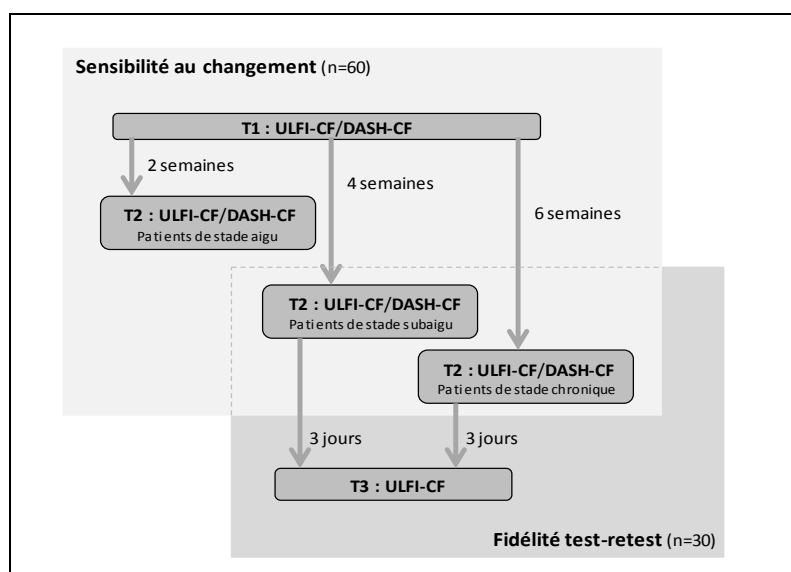 Sensibilité au changement (n=60)
T1 : ULFI-CF/DASH-CF
2 semaines
4 semaines
6 semaines
T2 : ULFI-CF/DASH-CF
Patients de stade aigu
T2 : ULFI-CF/DASH-CF
Patients de stade subaigu
T2 : ULFI-CF/DASH-CF
Patients de stade chronique
3 jours
3 jours
T3 : ULFI-CF
Fidélité test-retest (n=30)